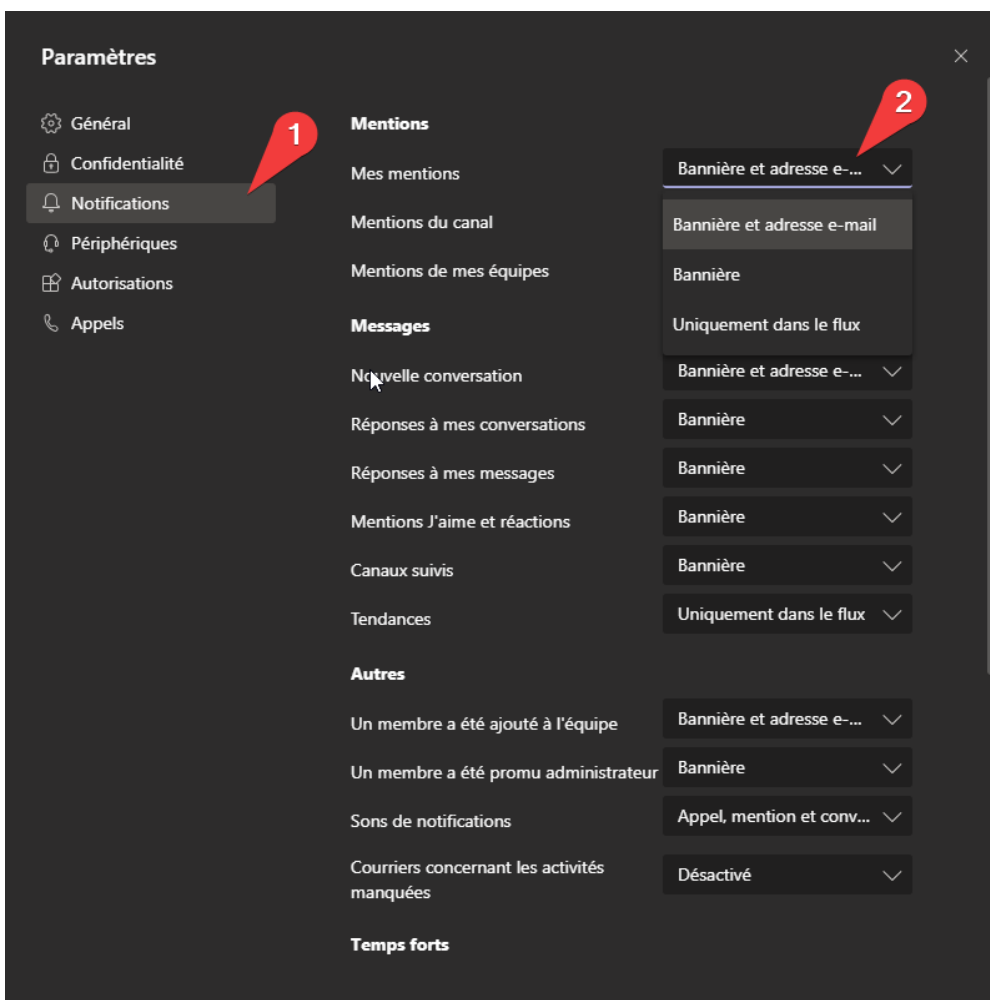 Paramètres
Général
Confidentialité
Notifications
Périphériques
Autorisations
Appels
1
2
Mentions
Mes mentions
Bannière et adresse e-...
Mentions du canal
Bannière et adresse e-mail
Mentions de mes équipes
Bannière
Uniquement dans le flux
Messages
Nouvelle conversation
Bannière et adresse e-...
Réponses à mes conversations
Bannière
Réponses à mes messages
Bannière
Mentions J'aime et réactions
Bannière
Canaux suivis
Bannière
Tendances
Uniquement dans le flux
Autres
Un membre a été ajouté à l'équipe
Bannière et adresse e-...
Un membre a été promu administrateur
Bannière
Sons de notifications
Appel, mention et conv...
Courriers concernant les activités
manquées
Désactivé
Temps forts